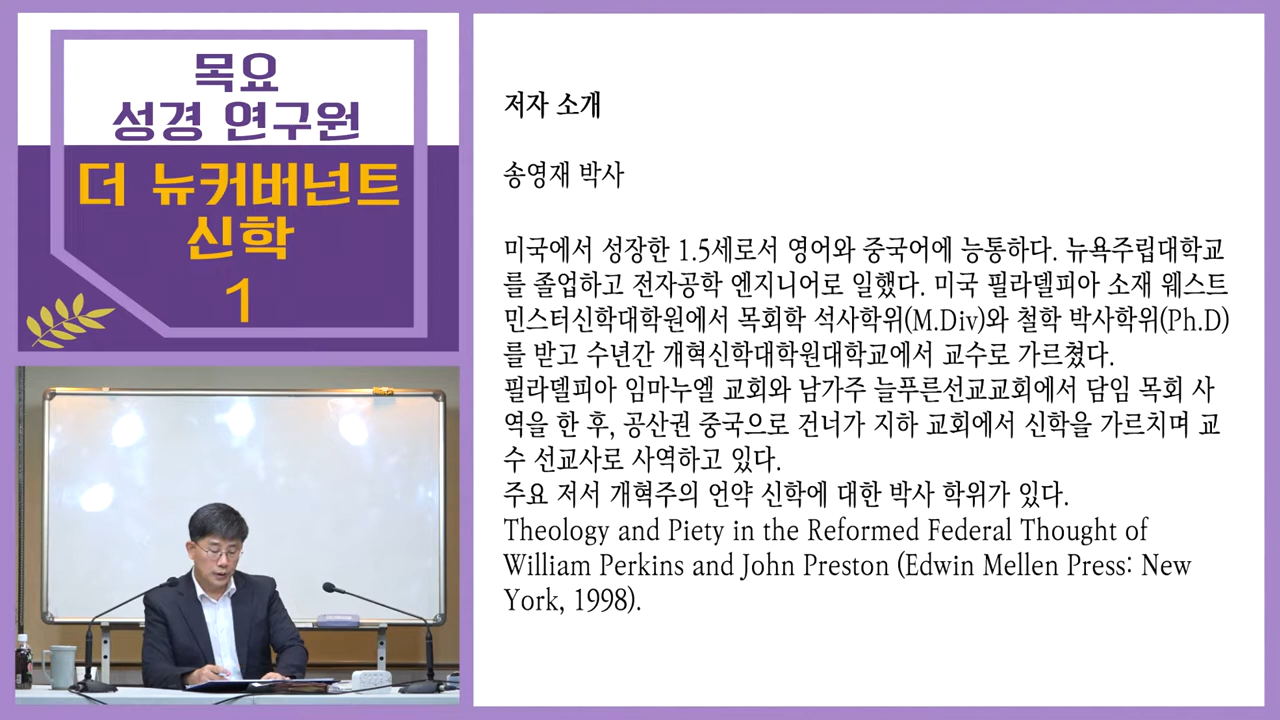 목요
성경 연구원
더 뉴커버넌트
신학
1
저자 소개
송영재 박사
미국에서 성장한 1.5세로서 영어와 중국어에 능통하다. 뉴욕주립대학교
를 졸업하고 전자공학 엔지니어로 일했다. 미국 필라델피아 소재 웨스트
민스터신학대학원에서 목회학 석사학위(M.Div)와 철학 박사학위(Ph.D)
를 받고 수년간 개혁신학대학원대학교에서 교수로 가르쳤다.
필라델피아 임마누엘 교회와 남가주 늘푸른선교교회에서 담임 목회 사
역을 한 후, 공산권 중국으로 건너가 지하 교회에서 신학을 가르치며 교
수 선교사로 사역하고 있다.
주요 저서 개혁주의 언약 신학에 대한 박사 학위가 있다.
Theology and Piety in the Reformed Federal Thought of
William Perkins and John Preston (Edwin Mellen Press: New
York, 1998).